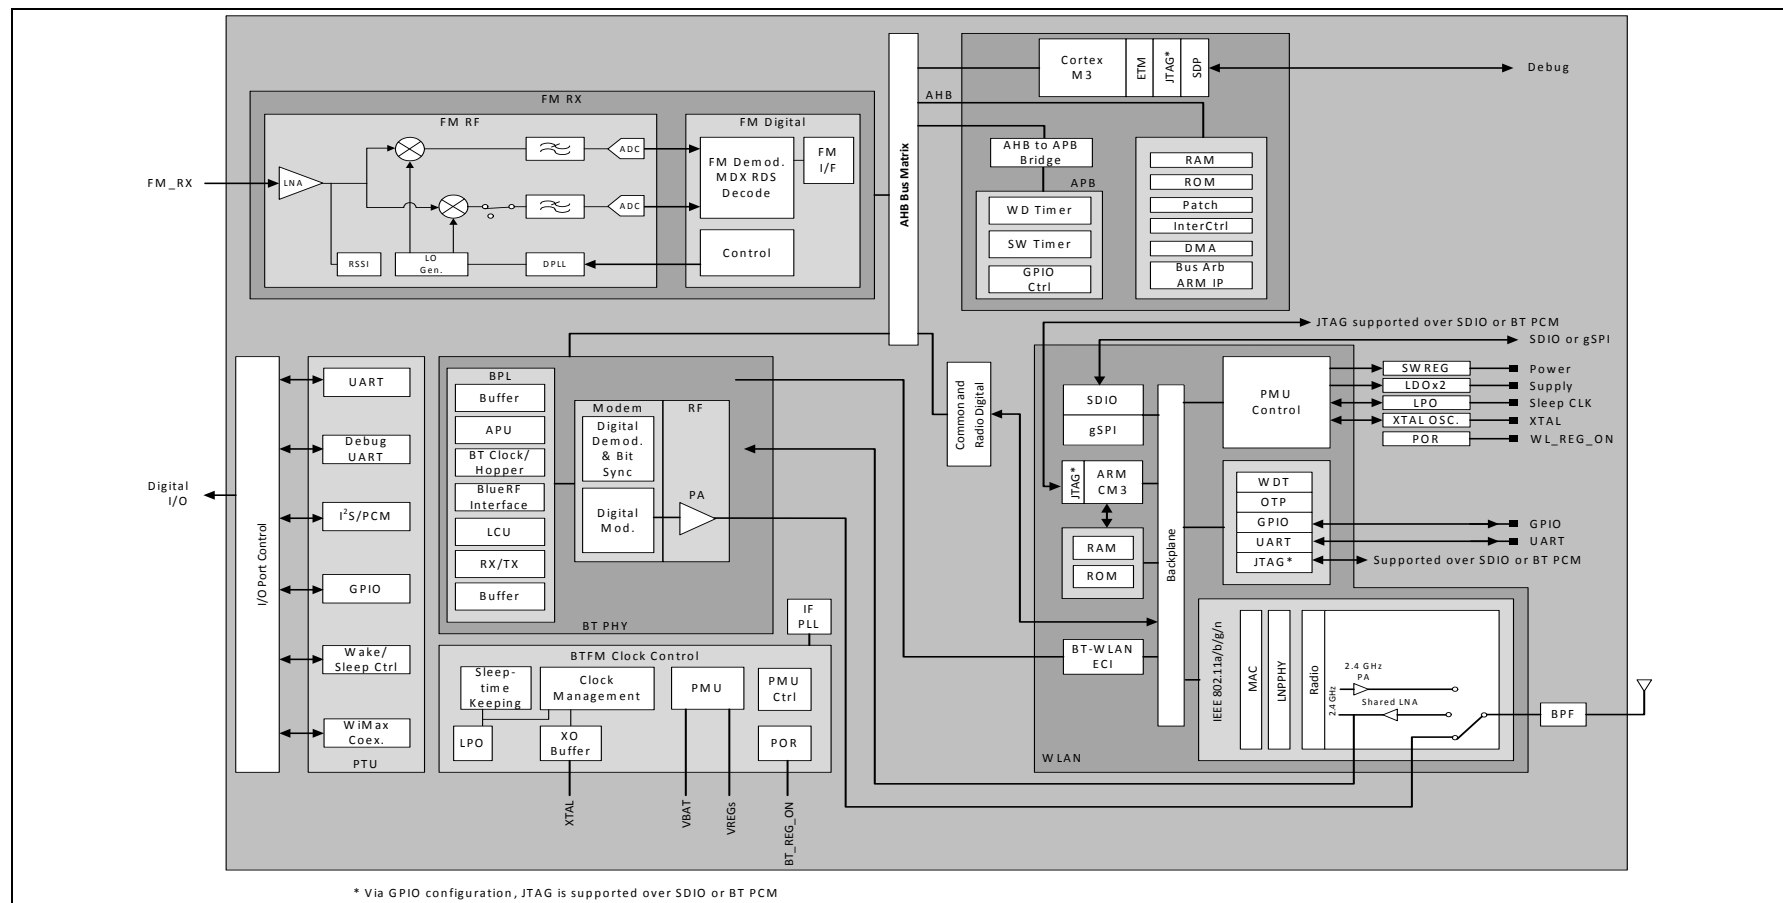 FM RX
FM RF
FM Digital
FM_RX
LNA
ADC
ADC
RSSI
LO
Gen.
DPLL
FM Demod.
MDX RDS
Decode
FM
I/F
Control
AHB Bus Matrix
AHB
Cortex
M3
ETM
JTAG*
SDP
Debug
AHB to APB
Bridge
APB
WD Timer
SW Timer
GPIO
Ctrl
RAM
ROM
Patch
InterCtrl
DMA
Bus Arb
ARM IP
Digital
I/O
I/O Port Control
UART
Debug
UART
I²S/PCM
GPIO
Wake/
Sleep Ctrl
WiMax
Coex.
PTU
BPL
Buffer
APU
BT Clock/
Hopper
BlueRF
Interface
LCU
RX/TX
Buffer
Modem
Digital
Demod.
& Bit
Sync
Digital
Mod.
RF
PA
BT PHY
IF
PLL
BTFM Clock Control
Sleep-
time
Keeping
Clock
Management
PMU
PMU
Ctrl
LPO
XO
Buffer
POR
XTAL
VBAT
VREGs
BT_REG_ON
Common and
Radio Digital
JTAG supported over SDIO or BT PCM
SDIO or gSPI
SDIO
gSPI
JTAG*
ARM
CM3
RAM
ROM
BT-WLAN
ECI
WLAN
Backplane
PMU
Control
SWREG
Power
LDOx2
Supply
LPO
Sleep CLK
XTAL OSC.
XTAL
POR
WL_REG_ON
WDT
OTP
GPIO
GPIO
UART
UART
JTAG*
Supported over SDIO or BT PCM
IEEE 802.11a/b/g/n
MAC
LNPPHY
Radio
2.4 GHz
PA
2.4 GHz
Shared LNA
BPF
* Via GPIO configuration, JTAG is supported over SDIO or BT PCM